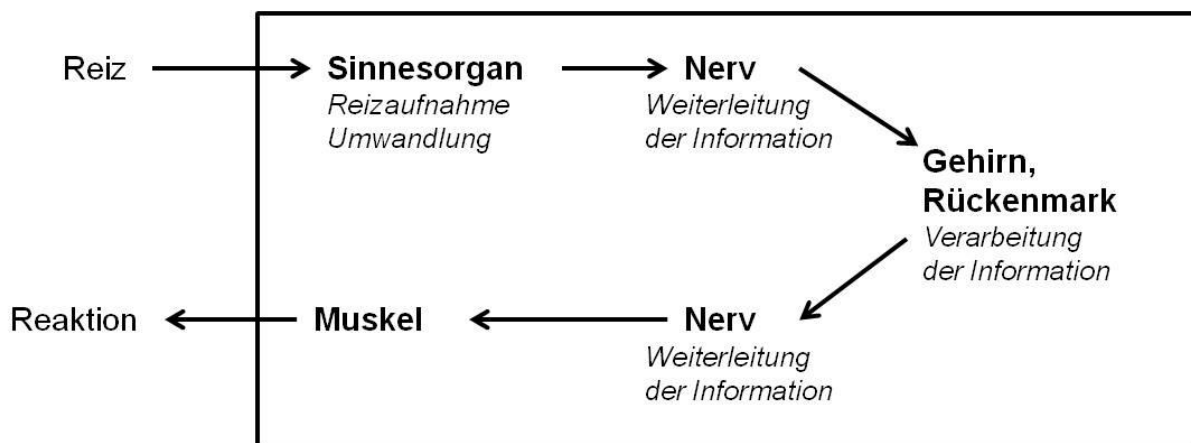 Reiz
Sinnesorgan
Reizaufnahme
Umwandlung
Nerv
Weiterleitung
der Information
Gehirn,
Rückenmark
Verarbeitung
der Information
Nerv
Weiterleitung
der Information
Muskel
Reaktion